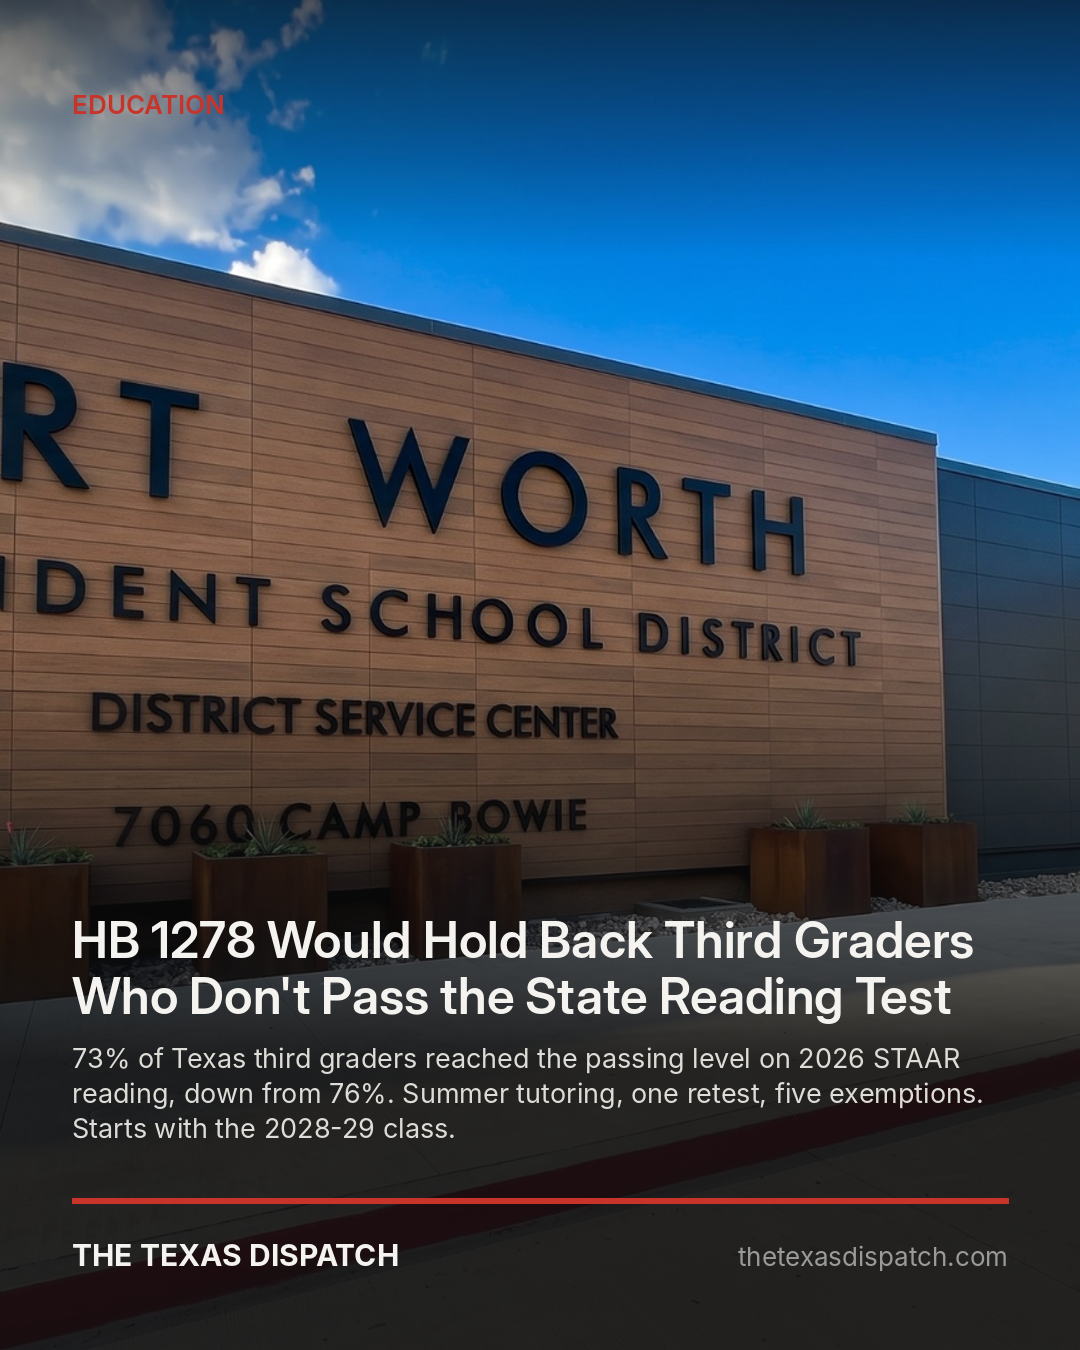 EDUCATION
RT WORTH
IDENT SCHOOL DISTRICT
DISTRICT SERVICE CENTER
7060 CAMP BOWIE
HB 1278 Would Hold Back Third Graders
Who Don't Pass the State Reading Test
73% of Texas third graders reached the passing level on 2026 STAAR
reading, down from 76%. Summer tutoring, one retest, five exemptions.
Starts with the 2028-29 class.
THE TEXAS DISPATCH
thetexasdispatch.com